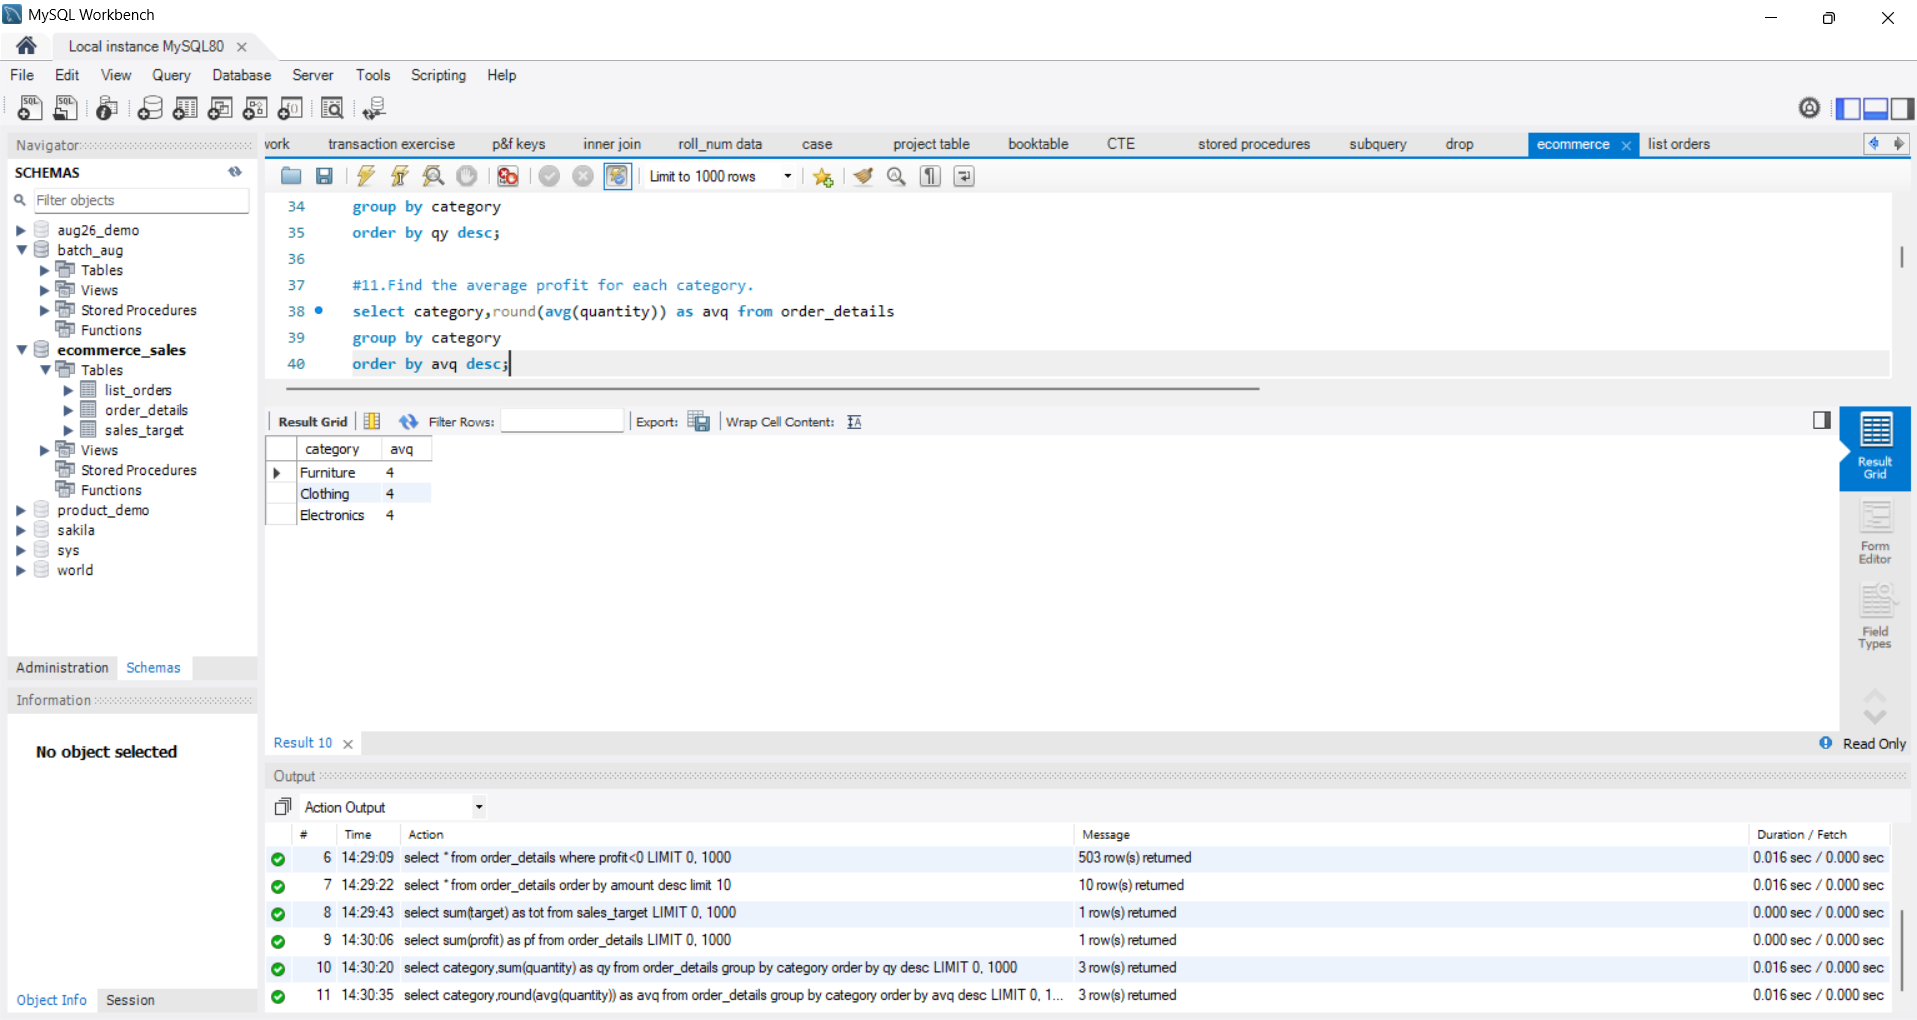 MySQL Workbench
Local instance MySQL80
File Edit View Query Database Server Tools Scripting Help
Navigator
SCHEMAS
Filter objects
aug26_demo
batch_aug
Tables
Views
Stored Procedures
Functions
ecommerce_sales
Tables
list_orders
order_details
sales_target
Views
Stored Procedures
Functions
product_demo
sakila
sys
world
Administration Schemas
Information
No object selected
Object Info Session
work transaction exercise p&f keys inner join roll_num data case project table booktable CTE stored procedures subquery drop ecommerce list orders
Limit to 1000 rows
34 group by category
35 order by qy desc;
36
37 #11.Find the average profit for each category.
38 select category,round(avg(quantity)) as avq from order_details
39 group by category
40 order by avq desc;
Result Grid Filter Rows: Export: Wrap Cell Content:
category avq
Furniture 4
Clothing 4
Electronics 4
Result Grid
Form Editor
Field Types
Result 10
Read Only
Output
Action Output
# Time Action Message Duration / Fetch
6 14:29:09 select * from order_details where profit<0 LIMIT 0, 1000 503 row(s) returned 0.016 sec / 0.000 sec
7 14:29:22 select * from order_details order by amount desc limit 10 10 row(s) returned 0.016 sec / 0.000 sec
8 14:29:43 select sum(target) as tot from sales_target LIMIT 0, 1000 1 row(s) returned 0.000 sec / 0.000 sec
9 14:30:06 select sum(profit) as pf from order_details LIMIT 0, 1000 1 row(s) returned 0.000 sec / 0.000 sec
10 14:30:20 select category,sum(quantity) as qy from order_details group by category order by qy desc LIMIT 0, 1000 3 row(s) returned 0.016 sec / 0.000 sec
11 14:30:35 select category,round(avg(quantity)) as avq from order_details group by category order by avq desc LIMIT 0, 1... 3 row(s) returned 0.016 sec / 0.000 sec